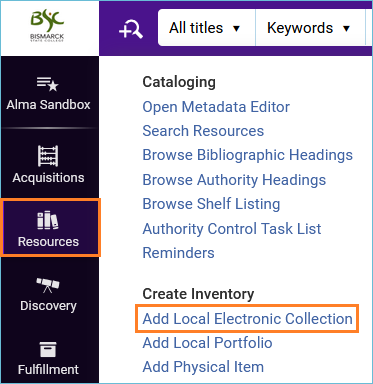 BSC
BISMARCK
STATE COLLEGE
All titles
Keywords
Alma Sandbox
Acquisitions
Resources
Discovery
Fulfillment
Cataloging
Open Metadata Editor
Search Resources
Browse Bibliographic Headings
Browse Authority Headings
Browse Shelf Listing
Authority Control Task List
Reminders
Create Inventory
Add Local Electronic Collection
Add Local Portfolio
Add Physical Item